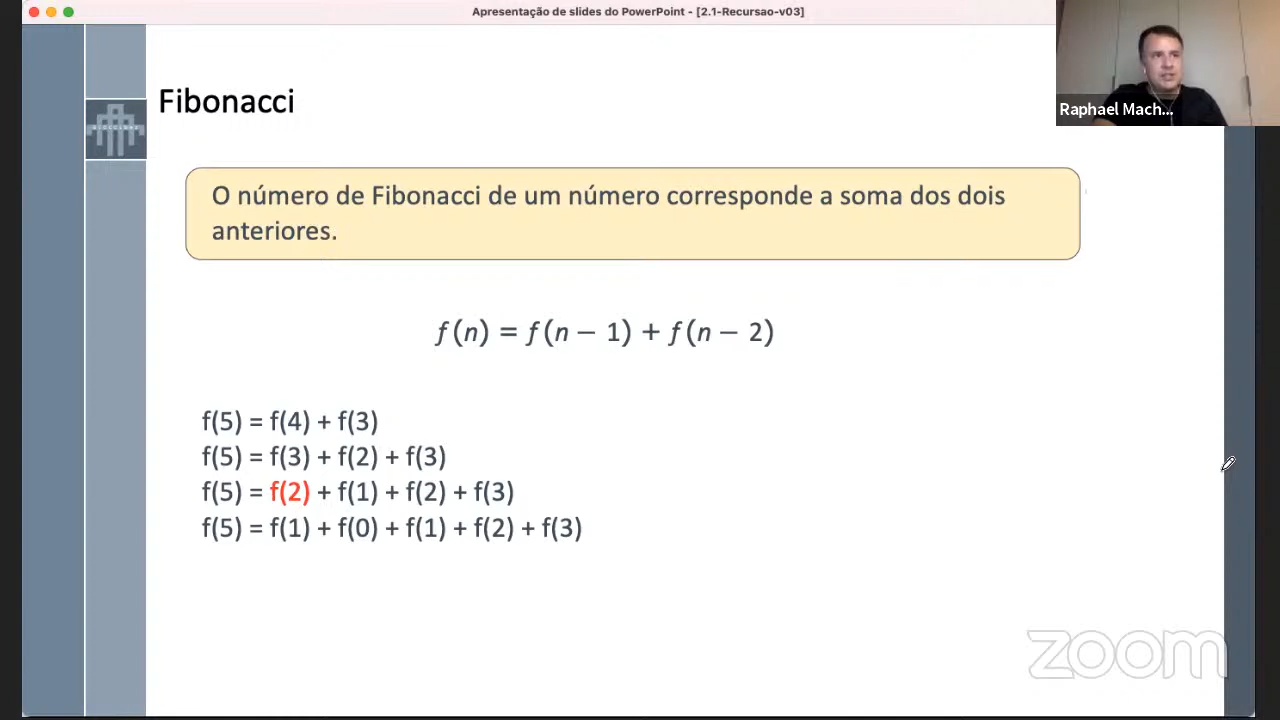 Apresentação de slides do PowerPoint - [2.1-Recursao-v03]
Raphael Mach...
Fibonacci
O número de Fibonacci de um número corresponde a soma dos dois
anteriores.
f(n) = f(n − 1) + f(n − 2)
f(5) = f(4) + f(3)
f(5) = f(3) + f(2) + f(3)
f(5) = f(2) + f(1) + f(2) + f(3)
f(5) = f(1) + f(0) + f(1) + f(2) + f(3)
zoom